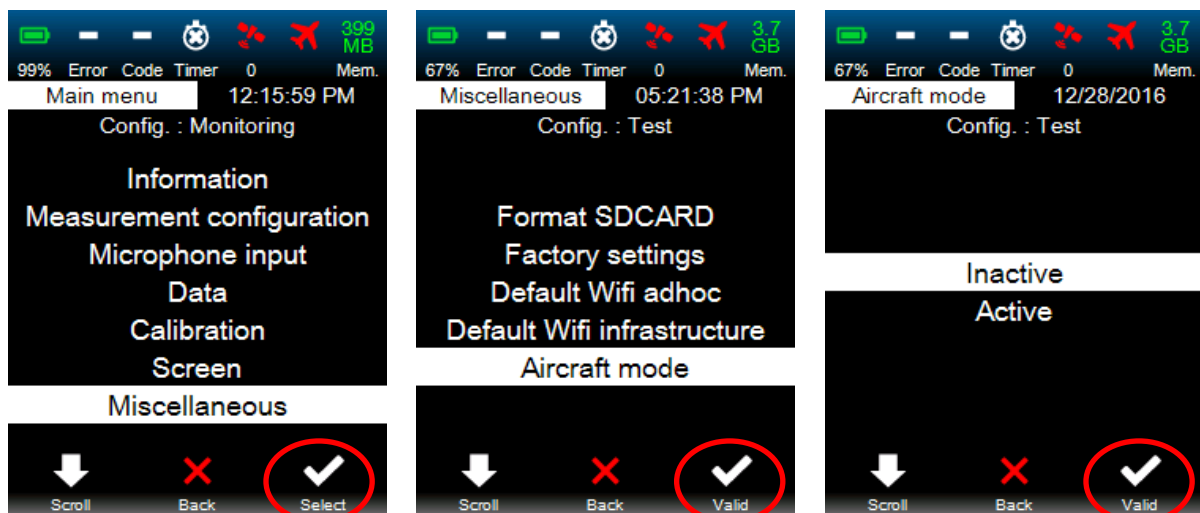 399
MB
99% Error Code Timer 0 Mem.
Main menu 12:15:59 PM
Config. : Monitoring
Information
Measurement configuration
Microphone input
Data
Calibration
Screen
Miscellaneous
Scroll Back Select
3.7
GB
67% Error Code Timer 0 Mem.
Miscellaneous 05:21:38 PM
Config. : Test
Format SDCARD
Factory settings
Default Wifi adhoc
Default Wifi infrastructure
Aircraft mode
Scroll Back Valid
3.7
GB
67% Error Code Timer 0 Mem.
Aircraft mode 12/28/2016
Config. : Test
Inactive
Active
Scroll Back Valid